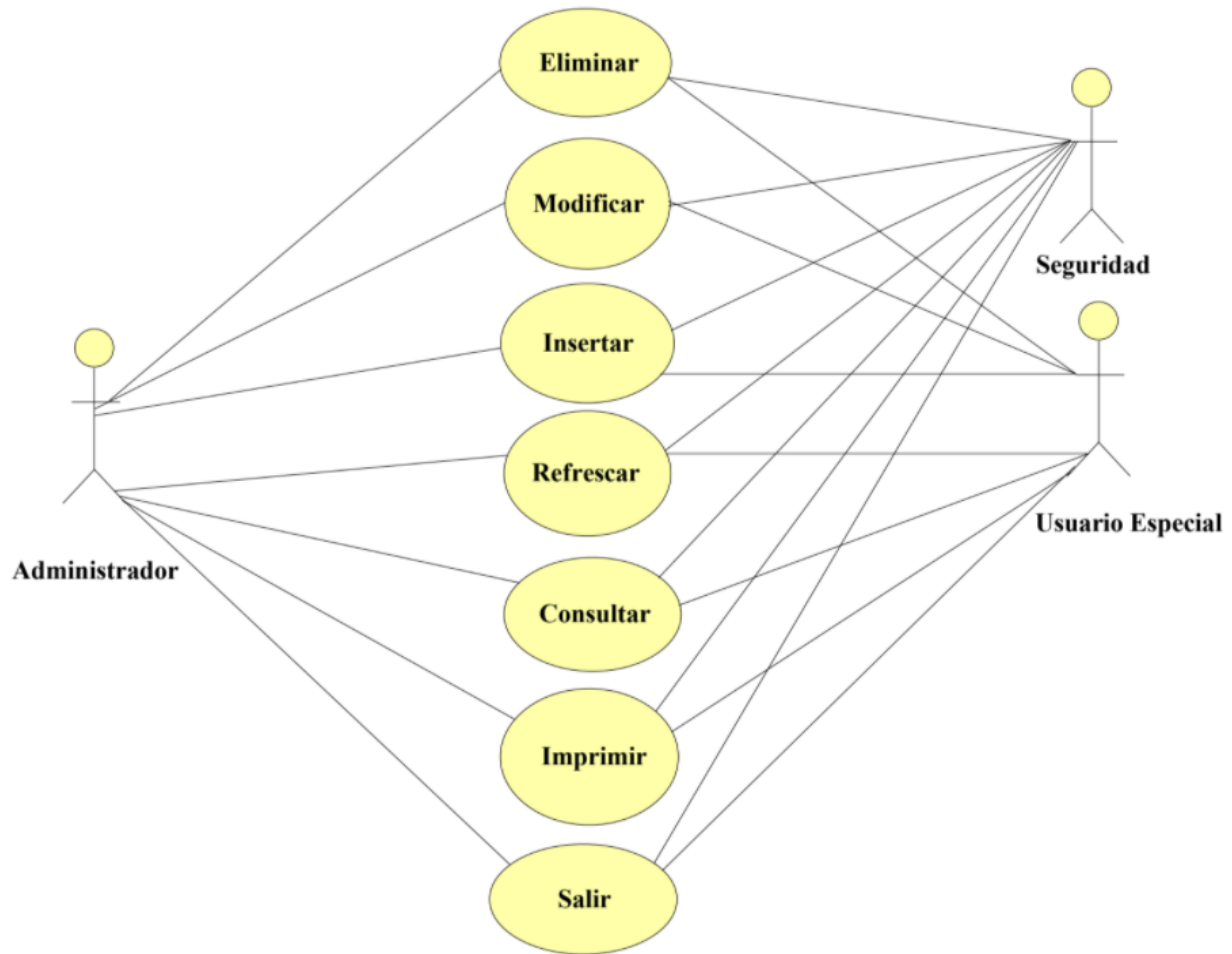 Eliminar
Modificar
Seguridad
Insertar
Refrescar
Usuario Especial
Administrador
Consultar
Imprimir
Salir